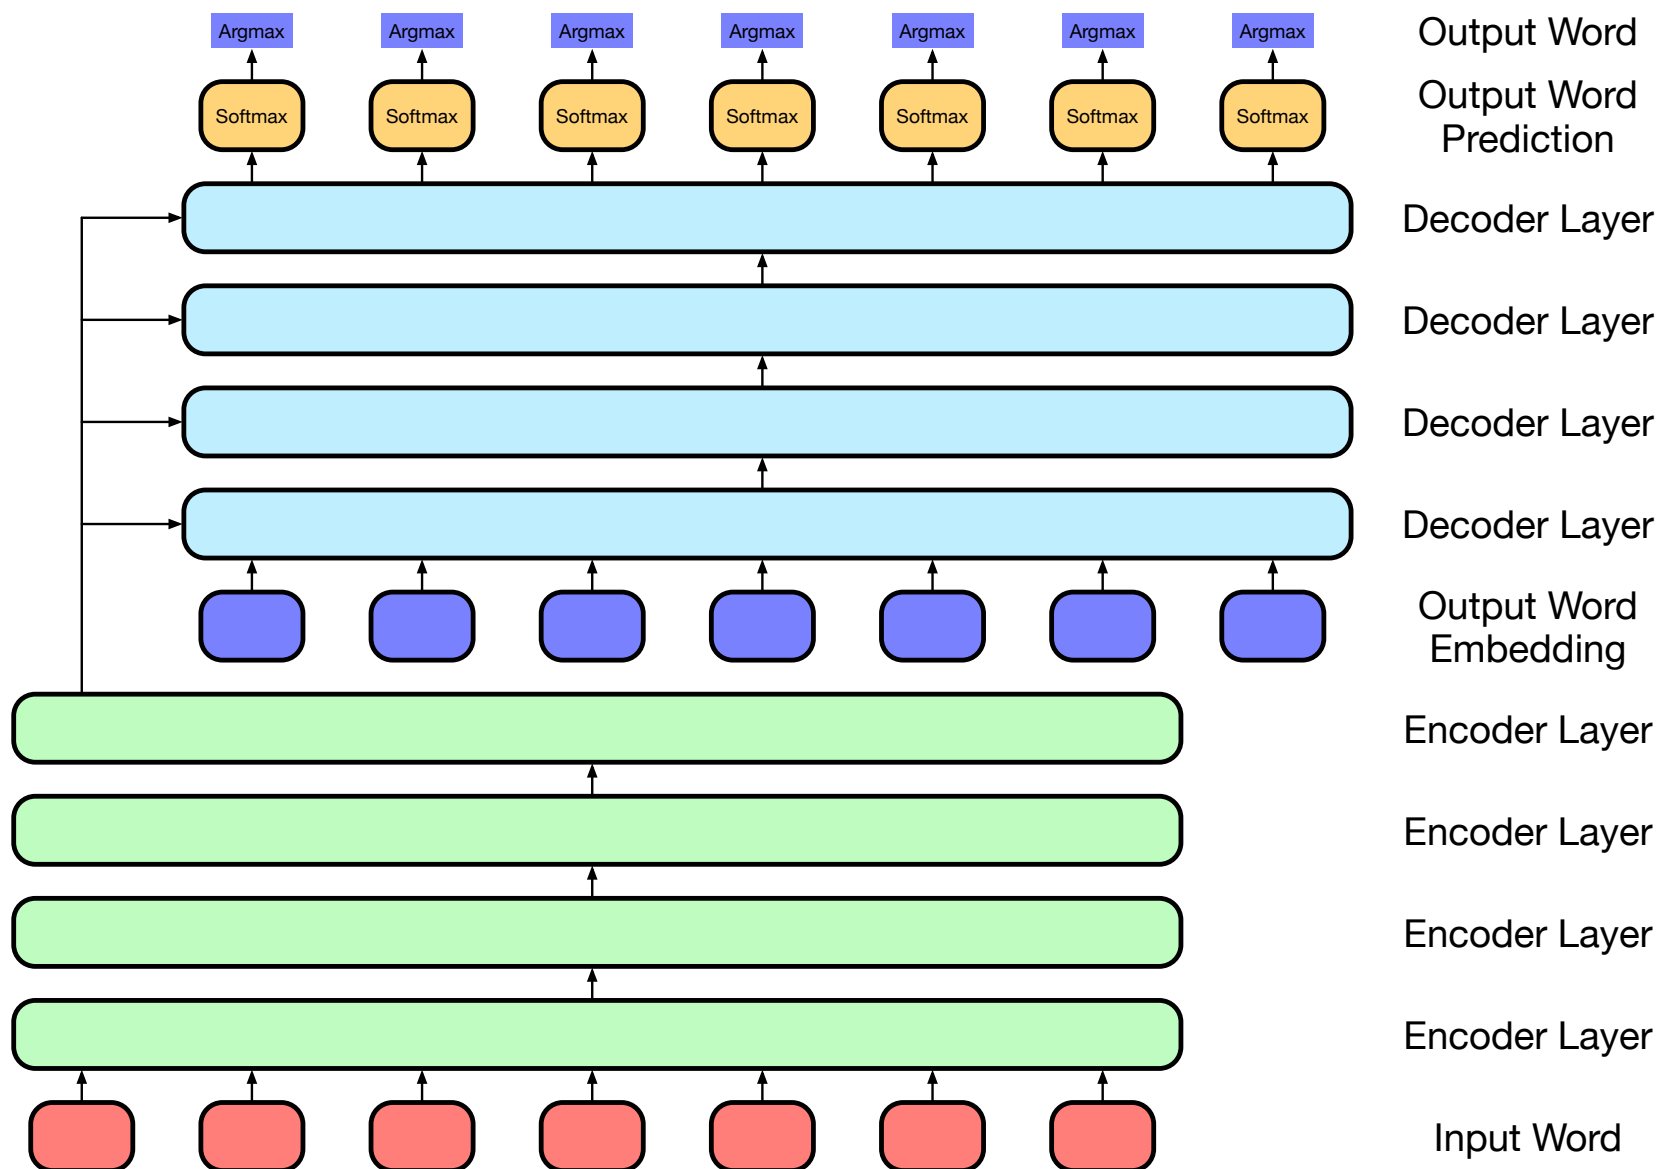 Argmax Argmax Argmax Argmax Argmax Argmax Argmax Output Word
Softmax Softmax Softmax Softmax Softmax Softmax Softmax Output Word
Prediction
Decoder Layer
Decoder Layer
Decoder Layer
Decoder Layer
Output Word
Embedding
Encoder Layer
Encoder Layer
Encoder Layer
Encoder Layer
Input Word